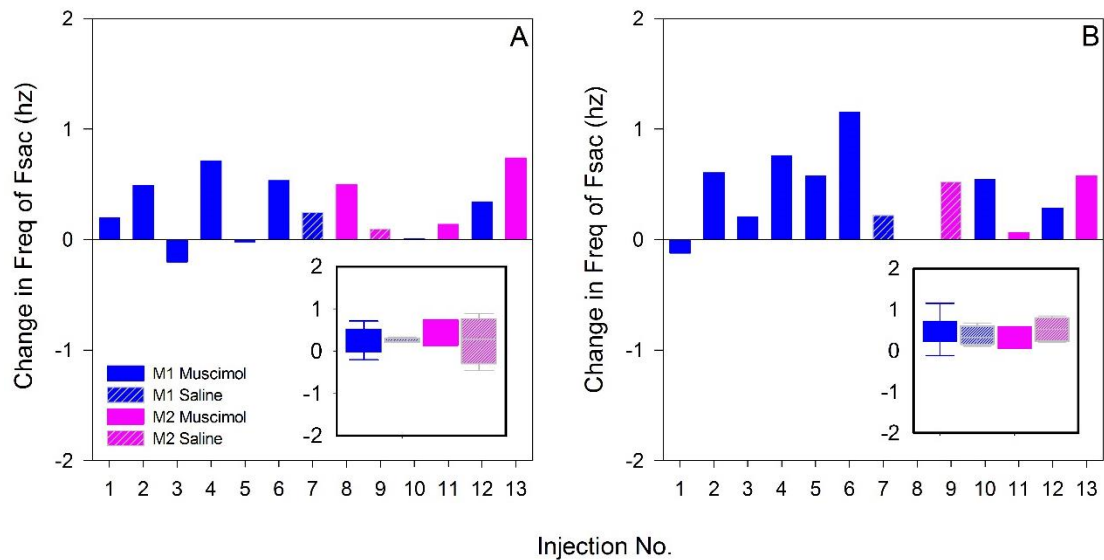 A
Change in Freq of Fsac (hz)
2
1
0
-1
-2
2
1
0
-1
-2
M1 Muscimol
M1 Saline
M2 Muscimol
M2 Saline
1 2 3 4 5 6 7 8 9 10 11 12 13
B
Change in Freq of Fsac (hz)
2
1
0
-1
-2
2
1
0
-1
-2
1 2 3 4 5 6 7 8 9 10 11 12 13
Injection No.